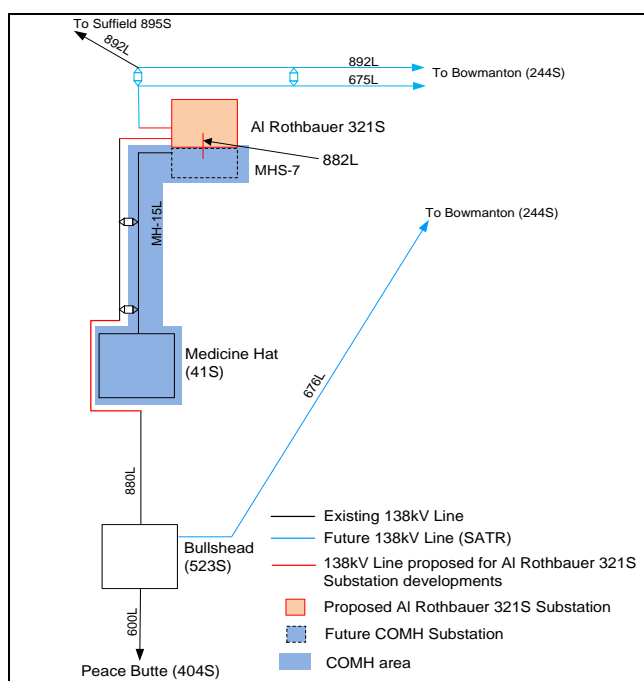 To Suffield 895S
892L
892L
To Bowmanton (244S)
675L
Al Rothbauer 321S
882L
MHS-7
MH-15L
To Bowmanton (244S)
Medicine Hat
(41S)
676L
880L
Bullshead
(523S)
600L
Peace Butte (404S)
Existing 138kV Line
Future 138kV Line (SATR)
138kV Line proposed for Al Rothbauer 321S
Substation developments
Proposed Al Rothbauer 321S Substation
Future COMH Substation
COMH area